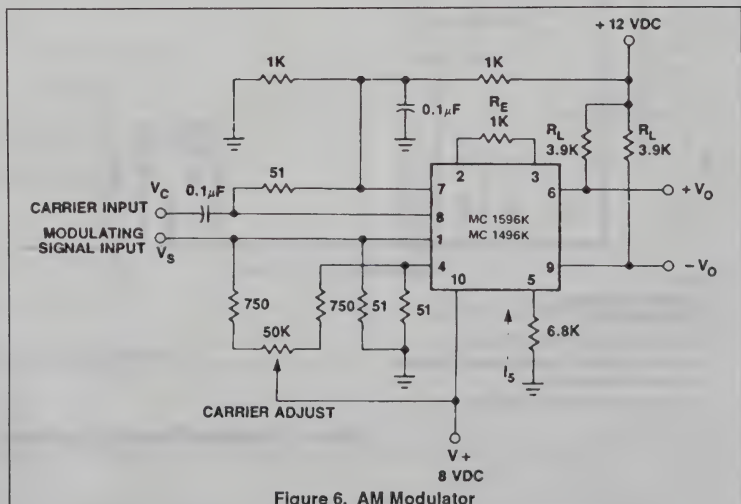 + 12 VDC
1K
1K
0.1μF
R_E
1K
R_L
3.9K
R_L
3.9K
2
3
V_C
0.1μF
51
7
6
+ V_O
CARRIER INPUT
8
MC 1596K
MC 1496K
MODULATING
SIGNAL INPUT
V_S
1
4
10
5
9
- V_O
750
750
51
51
50K
6.8K
I_5
CARRIER ADJUST
V +
8 VDC
Figure 6. AM Modulator